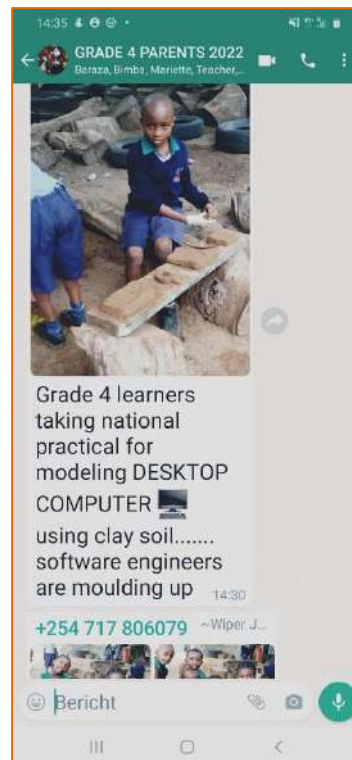 14:35
GRADE 4 PARENTS 2022
Baraza, Bimba, Mariette, Teacher,...
Grade 4 learners
taking national
practical for
modeling DESKTOP
COMPUTER 🖥️
using clay soil.......
software engineers
are moulding up 14:30
+254 717 806079 ~Wiper J...
Bericht